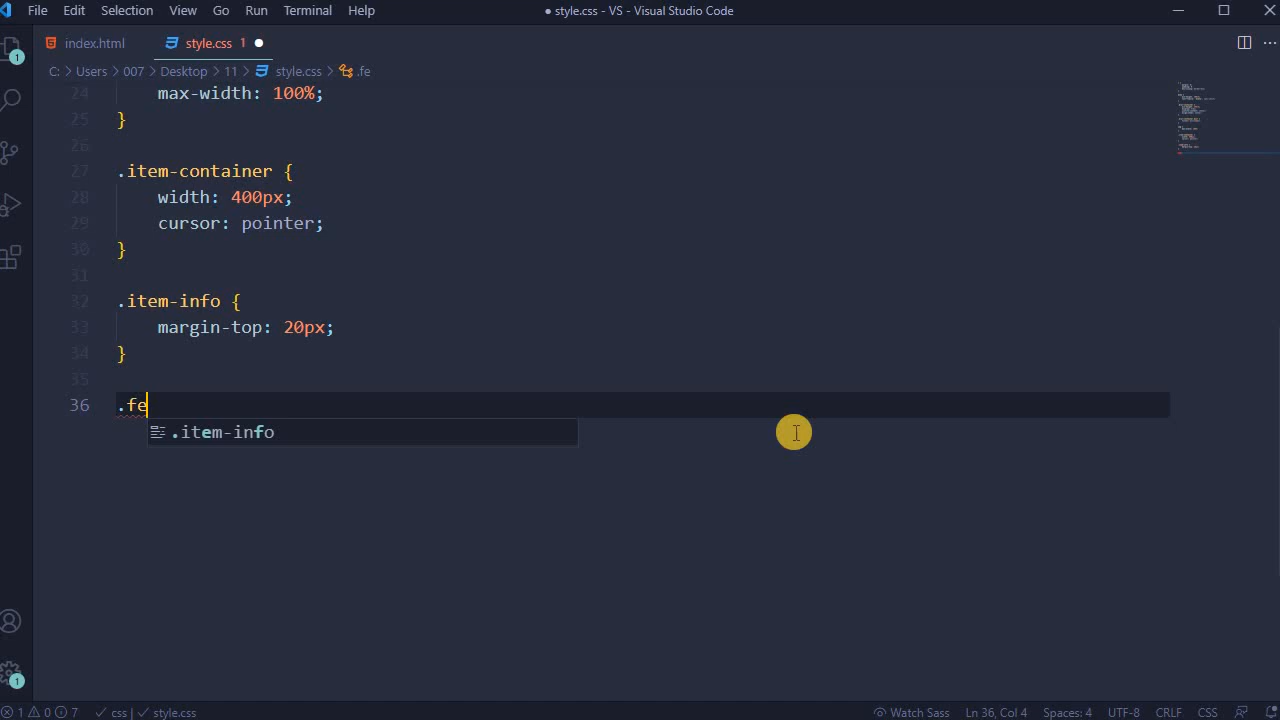 File Edit Selection View Go Run Terminal Help
● style.css - VS - Visual Studio Code
index.html style.css 1
C: > Users > 007 > Desktop > 11 > style.css > .fe
24 max-width: 100%;
25 }
26
27 .item-container {
28 width: 400px;
29 cursor: pointer;
30 }
31
32 .item-info {
33 margin-top: 20px;
34 }
35
36 .fe
.item-info
1
1
1 0 7 css | style.css
Watch Sass Ln 36, Col 4 Spaces: 4 UTF-8 CRLF CSS